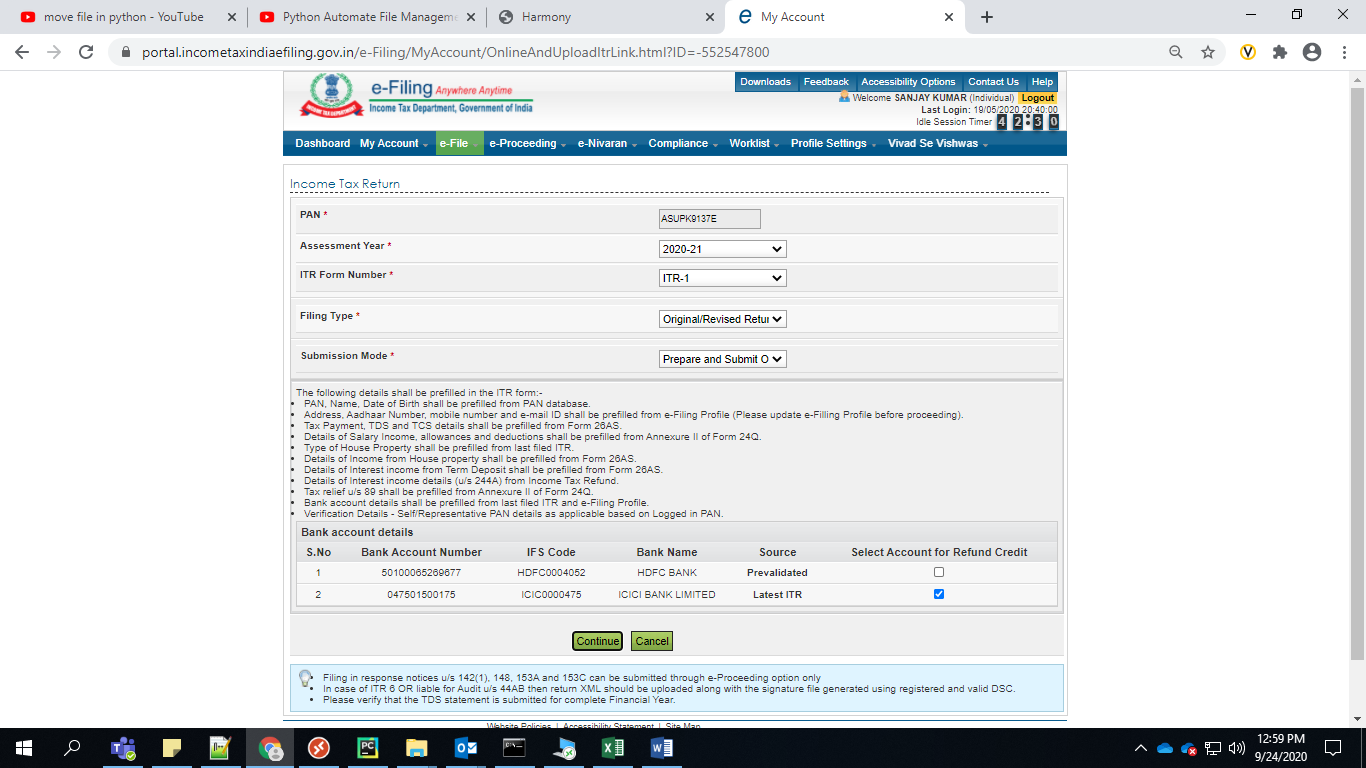 move file in python - YouTube
Python Automate File Manageme
Harmony
My Account
portal.incometaxindiaefiling.gov.in/e-Filing/MyAccount/OnlineAndUploadItrLink.html?ID=-552547800
e-Filing Anywhere Anytime
Income Tax Department, Government of India
Downloads Feedback Accessibility Options Contact Us Help
Welcome SANJAY KUMAR (Individual) Logout
Last Login: 19/05/2020 20:40:00
Idle Session Timer 4 2 : 3 0
Dashboard My Account e-File e-Proceeding e-Nivaran Compliance Worklist Profile Settings Vivad Se Vishwas
Income Tax Return
PAN * ASUPK9137E
Assessment Year * 2020-21
ITR Form Number * ITR-1
Filing Type * Original/Revised Retur
Submission Mode * Prepare and Submit O
The following details shall be prefilled in the ITR form:-
• PAN, Name, Date of Birth shall be prefilled from PAN database.
• Address, Aadhaar Number, mobile number and e-mail ID shall be prefilled from e-Filing Profile (Please update e-Filling Profile before proceeding).
• Tax Payment, TDS and TCS details shall be prefilled from Form 26AS.
• Details of Salary Income, allowances and deductions shall be prefilled from Annexure II of Form 24Q.
• Type of House Property shall be prefilled from last filed ITR.
• Details of Income from House property shall be prefilled from Form 26AS.
• Details of Interest income from Term Deposit shall be prefilled from Form 26AS.
• Details of Interest income details (u/s 244A) from Income Tax Refund.
• Tax relief u/s 89 shall be prefilled from Annexure II of Form 24Q.
• Bank account details shall be prefilled from last filed ITR and e-Filing Profile.
• Verification Details - Self/Representative PAN details as applicable based on Logged in PAN.
Bank account details
S.No Bank Account Number IFS Code Bank Name Source Select Account for Refund Credit
1 50100065269677 HDFC0004052 HDFC BANK Prevalidated
2 047501500175 ICIC0000475 ICICI BANK LIMITED Latest ITR
Continue Cancel
• Filing in response notices u/s 142(1), 148, 153A and 153C can be submitted through e-Proceeding option only
• In case of ITR 6 OR liable for Audit u/s 44AB then return XML should be uploaded along with the signature file generated using registered and valid DSC.
• Please verify that the TDS statement is submitted for complete Financial Year.
Website Policies | Accessibility Statement | Site Map
12:59 PM
9/24/2020